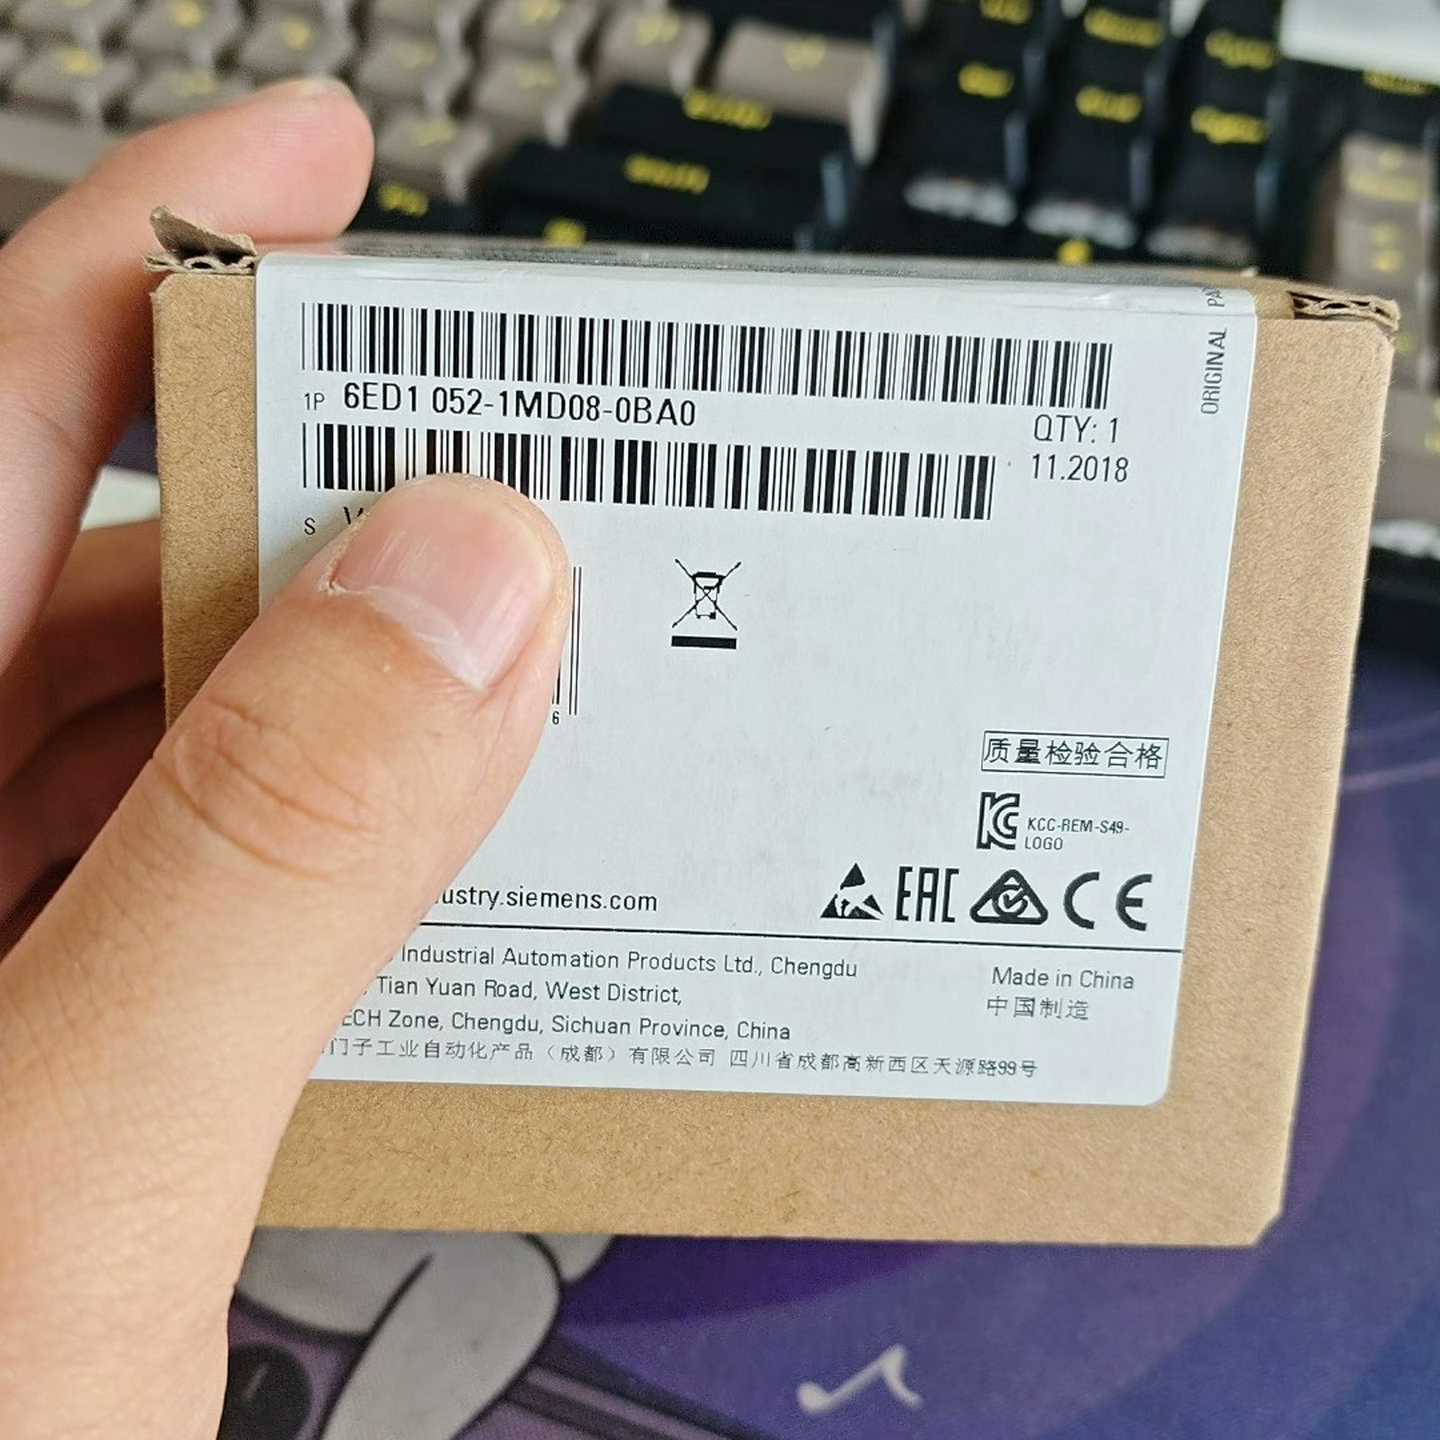 ORIGINAL
1P 6ED1 052-1MD08-0BA0
QTY: 1
11.2018
S
6
质量检验合格
KCC-REM-S49-
LOGO
ustry.siemens.com
EAC
CE
Industrial Automation Products Ltd., Chengdu
Tian Yuan Road, West District,
ECH Zone, Chengdu, Sichuan Province, China
门子工业自动化产品（成都）有限公司 四川省成都高新西区天源路99号
Made in China
中国制造